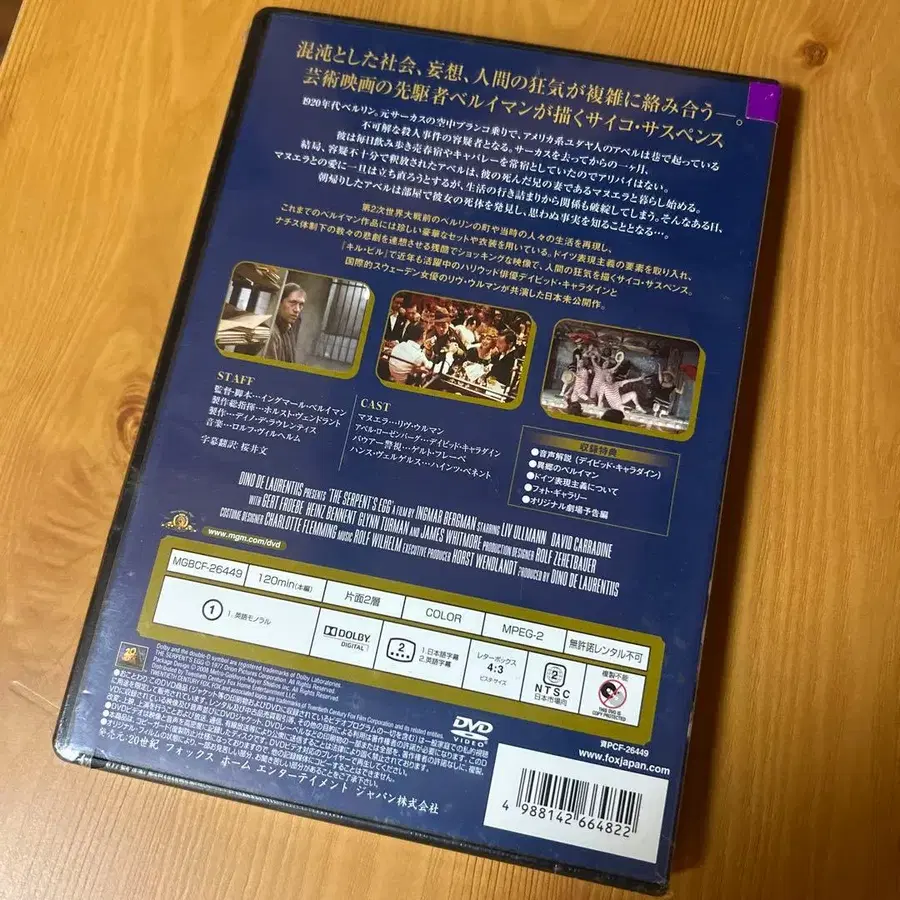 混沌とした社会、妄想、人間の狂気が複雑に絡み合う―。
芸術映画の先駆者ベルイマンが描くサイコ・サスペンス
1920年代ベルリン。元サーカスの空中ブランコ乗りで、アメリカ系ユダヤ人のアベルは巷で起っている
不可解な殺人事件の容疑者となる。サーカスを去ってからの一ヶ月、
彼は毎日飲み歩き売春宿やキャバレーを常宿としていたのでアリバイはない。
結局、容疑不十分で釈放されたアベルは、彼の死んだ兄の妻であるマヌエラと暮らし始める。
マヌエラとの愛に一旦は立ち直ろうとするが、生活の行き詰まりから関係も破綻してしまう。そんなある日、
朝帰りしたアベルは部屋で彼女の死体を発見し、思わぬ事実を知ることとなる…。
第2次世界大戦前のベルリンの町や当時の人々の生活を再現し、
これまでのベルイマン作品には珍しい豪華なセットや衣装を用いている。ドイツ表現主義の要素を取り入れ、
ナチス体制下の数々の悲劇を連想させる残酷でショッキングな映像で、人間の狂気を描くサイコ・サスペンス。
『キル・ビル』で近年も活躍中のハリウッド俳優デイビッド・キャラダインと
国際的スウェーデン女優のリヴ・ウルマンが共演した日本未公開作。
STAFF
監督・脚本…イングマール・ベルイマン
製作総指揮…ホルスト・ヴェンドラント
製作…ディノ・デ・ラウレンティス
音楽…ロルフ・ヴィルヘルム
字幕翻訳：桜井文
CAST
マヌエラ…リヴ・ウルマン
アベル・ローゼンバーグ…デイビッド・キャラダイン
バウアー警視…ゲルト・フレーベ
ハンス・ヴェルゲルス…ハインツ・ベネント
収録特典
●音声解説（デイビッド・キャラダイン）
●異郷のベルイマン
●ドイツ表現主義について
●フォト・ギャラリー
●オリジナル劇場予告編
DINO DE LAURENTIIS PRESENTS "THE SERPENT'S EGG" A FILM BY INGMAR BERGMAN STARRING LIV ULLMANN DAVID CARRADINE
WITH GERT FROEBE HEINZ BENNENT GLYNN TURMAN AND JAMES WHITMORE PRODUCTION DESIGNER ROLF ZEHETBAUER
COSTUME DESIGNER CHARLOTTE FLEMMING MUSIC ROLF WILHELM EXECUTIVE PRODUCER HORST WENDLANDT PRODUCED BY DINO DE LAURENTIIS
www.mgm.com/dvd
MGBCF-26449
120min(本編)
片面2層
COLOR
MPEG-2
無許諾レンタル不可
1
1. 英語モノラル
DOLBY
DIGITAL
2
1. 日本語字幕
2. 英語字幕
レターボックス
4:3
ビスタ・サイズ
2
NTSC
日本市場向
複製不能
Dolby and the double-D symbol are registered trademarks of Dolby Laboratories.
DVD
VIDEO
発売元：20世紀 フォックス ホーム エンターテイメント ジャパン株式会社
PCF-26449
www.foxjapan.com
4 988142 664822